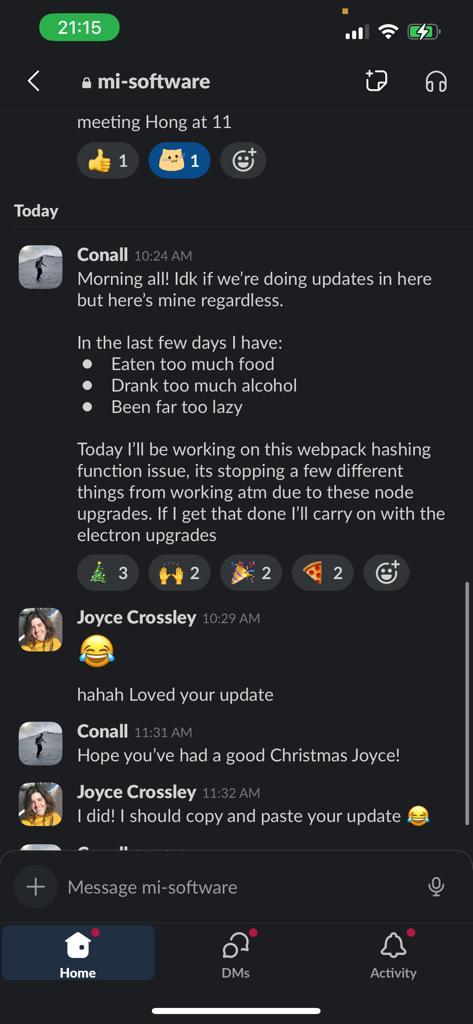 21:15
mi-software
meeting Hong at 11
1
1
Today
Conall 10:24 AM
Morning all! Idk if we’re doing updates in here
but here’s mine regardless.
In the last few days I have:
● Eaten too much food
● Drank too much alcohol
● Been far too lazy
Today I’ll be working on this webpack hashing
function issue, its stopping a few different
things from working atm due to these node
upgrades. If I get that done I’ll carry on with the
electron upgrades
3
2
2
2
Joyce Crossley 10:29 AM
😂
hahah Loved your update
Conall 11:31 AM
Hope you’ve had a good Christmas Joyce!
Joyce Crossley 11:32 AM
I did! I should copy and paste your update 😂
Message mi-software
Home
DMs
Activity